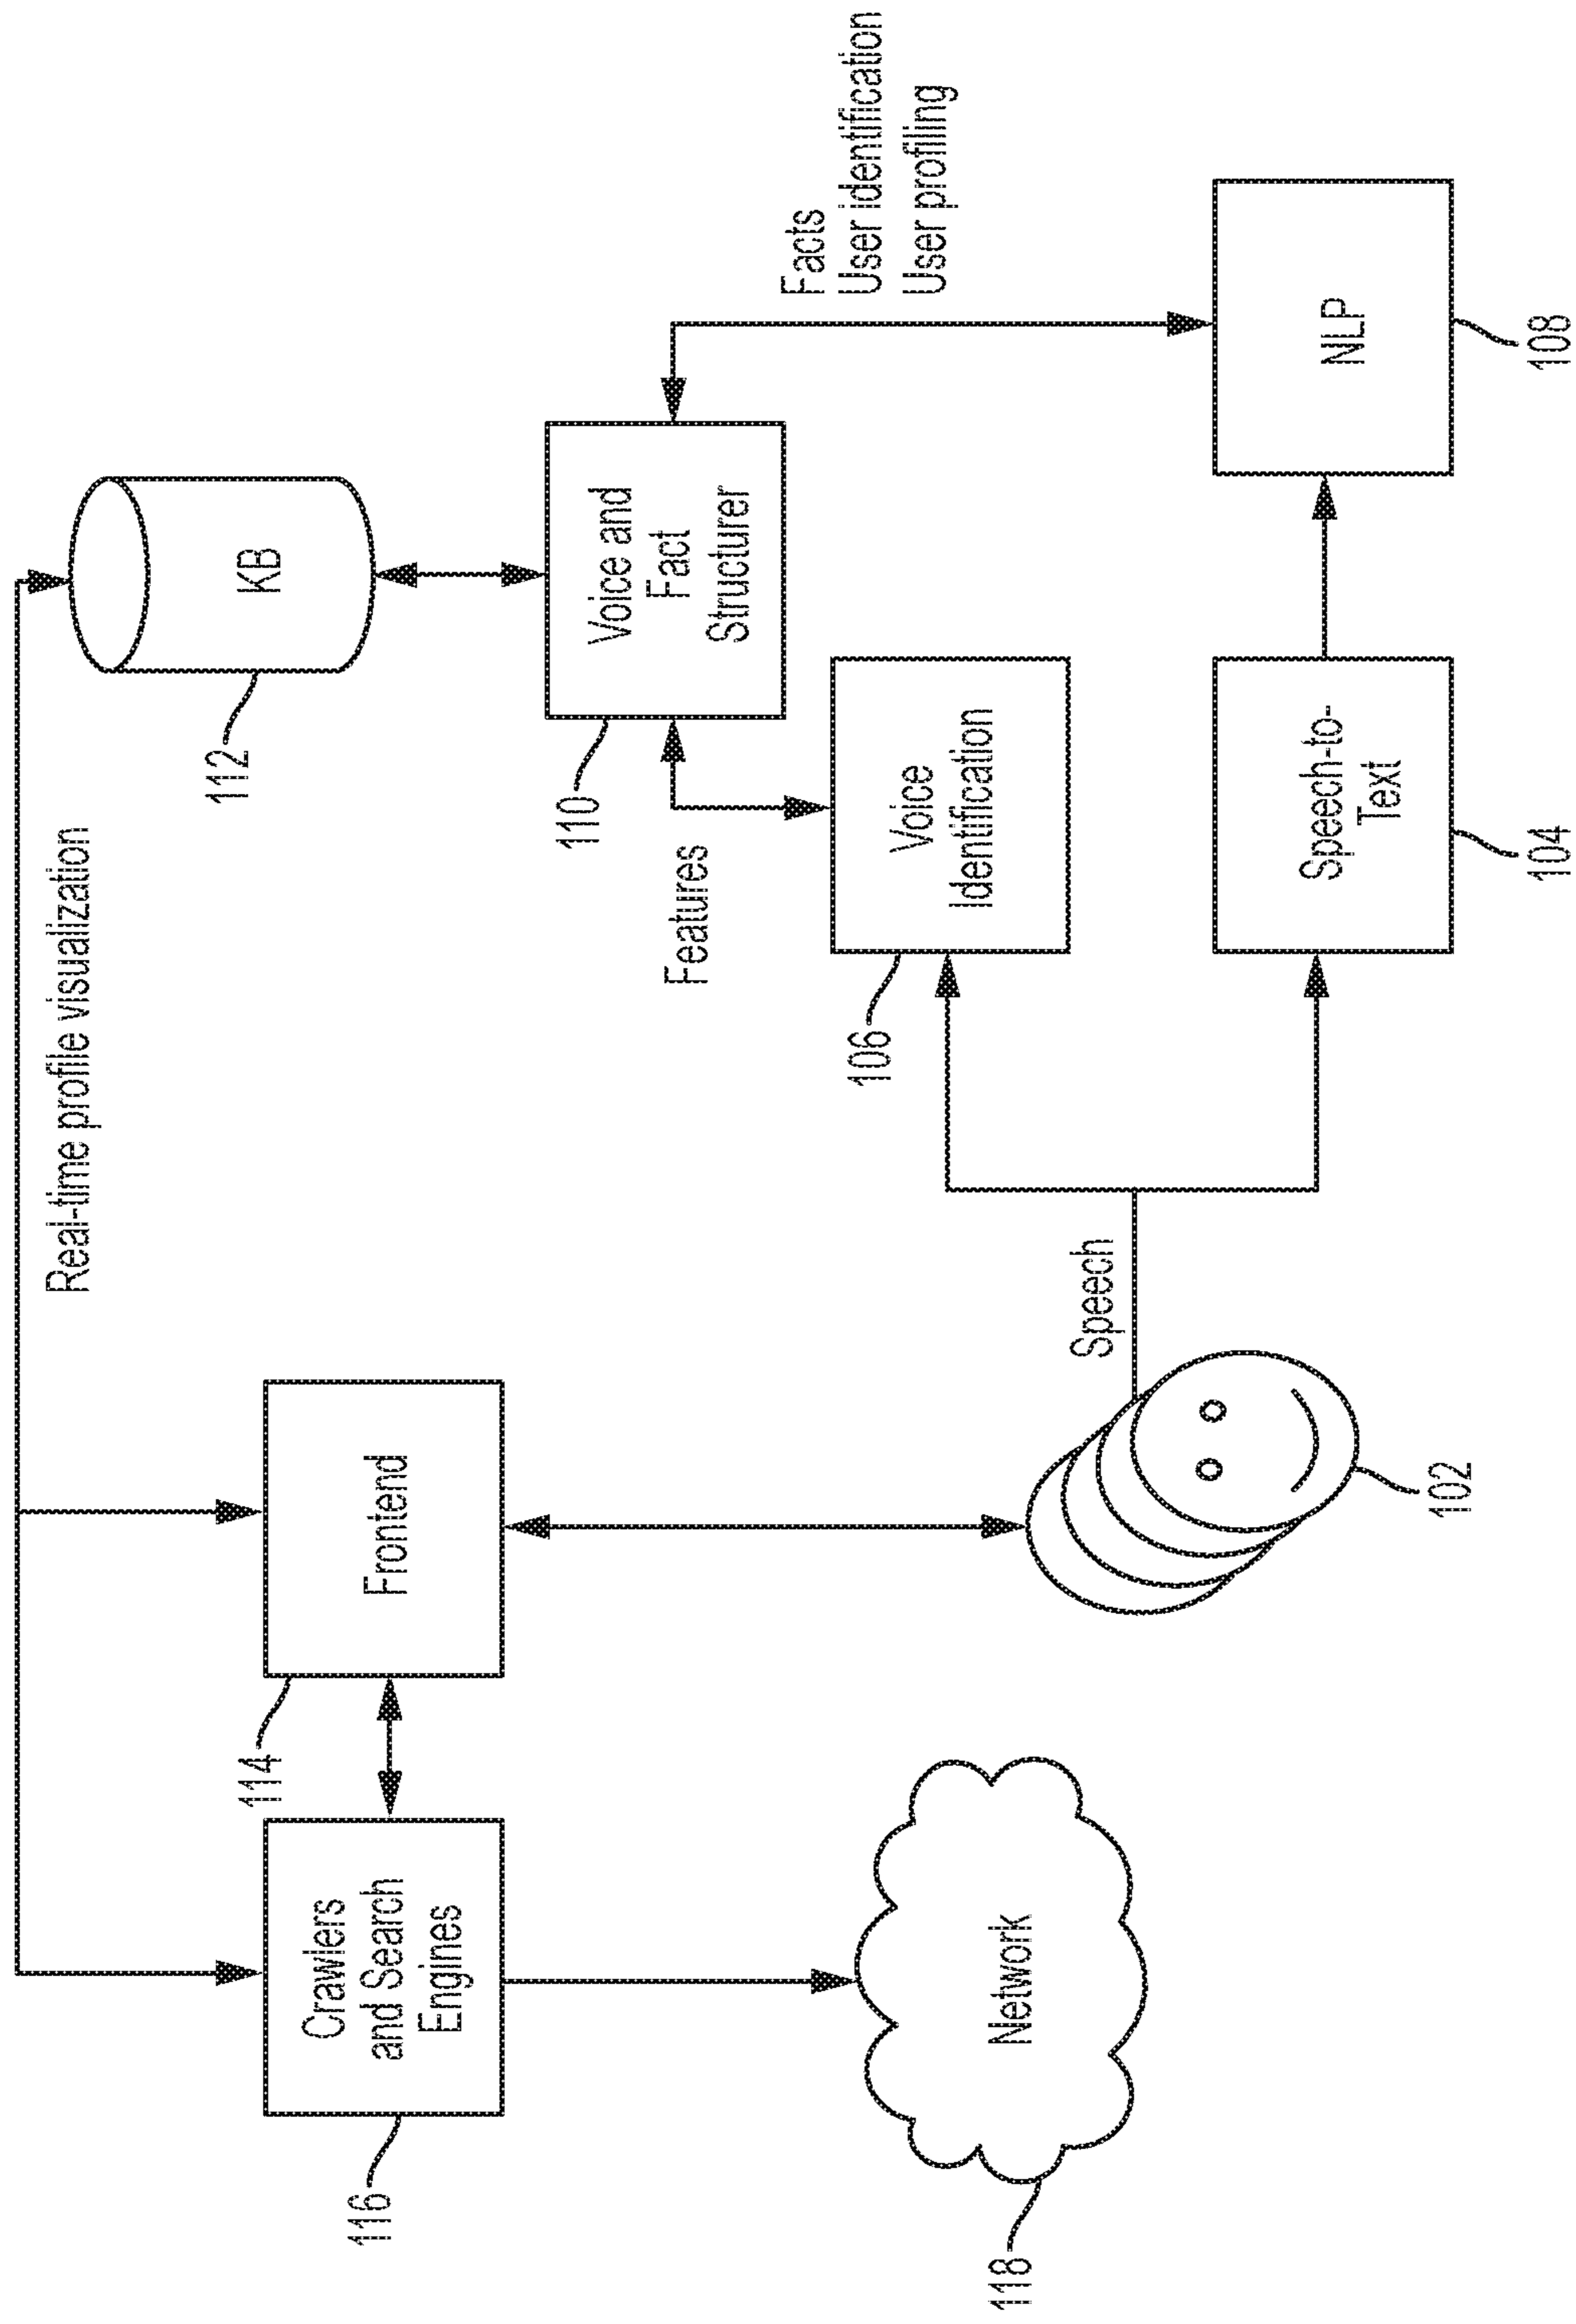 Real-time profile visualization
116
Crawlers
and Search
Engines
114
Frontend
112
KB
118
Network
110
Voice and
Fact
Structurer
Features
Facts
User identification
User profiling
106
Voice
Identification
Speech
102
Speech-to-
Text
104
NLP
108